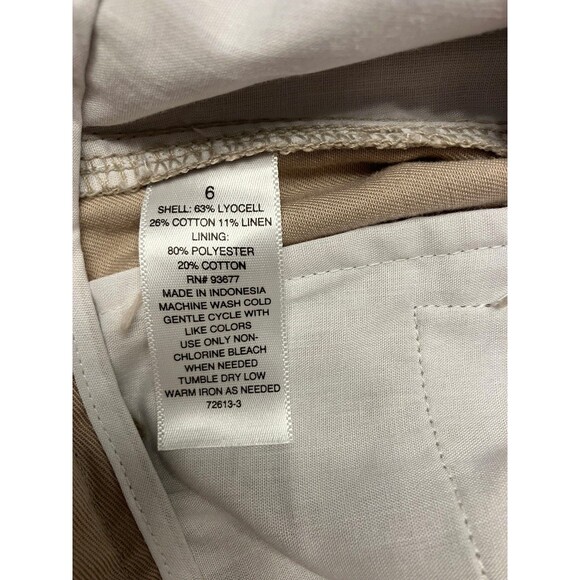 6
SHELL: 63% LYOCELL
26% COTTON 11% LINEN
LINING:
80% POLYESTER
20% COTTON
RN# 93677
MADE IN INDONESIA
MACHINE WASH COLD
GENTLE CYCLE WITH
LIKE COLORS
USE ONLY NON-
CHLORINE BLEACH
WHEN NEEDED
TUMBLE DRY LOW
WARM IRON AS NEEDED
72613-3